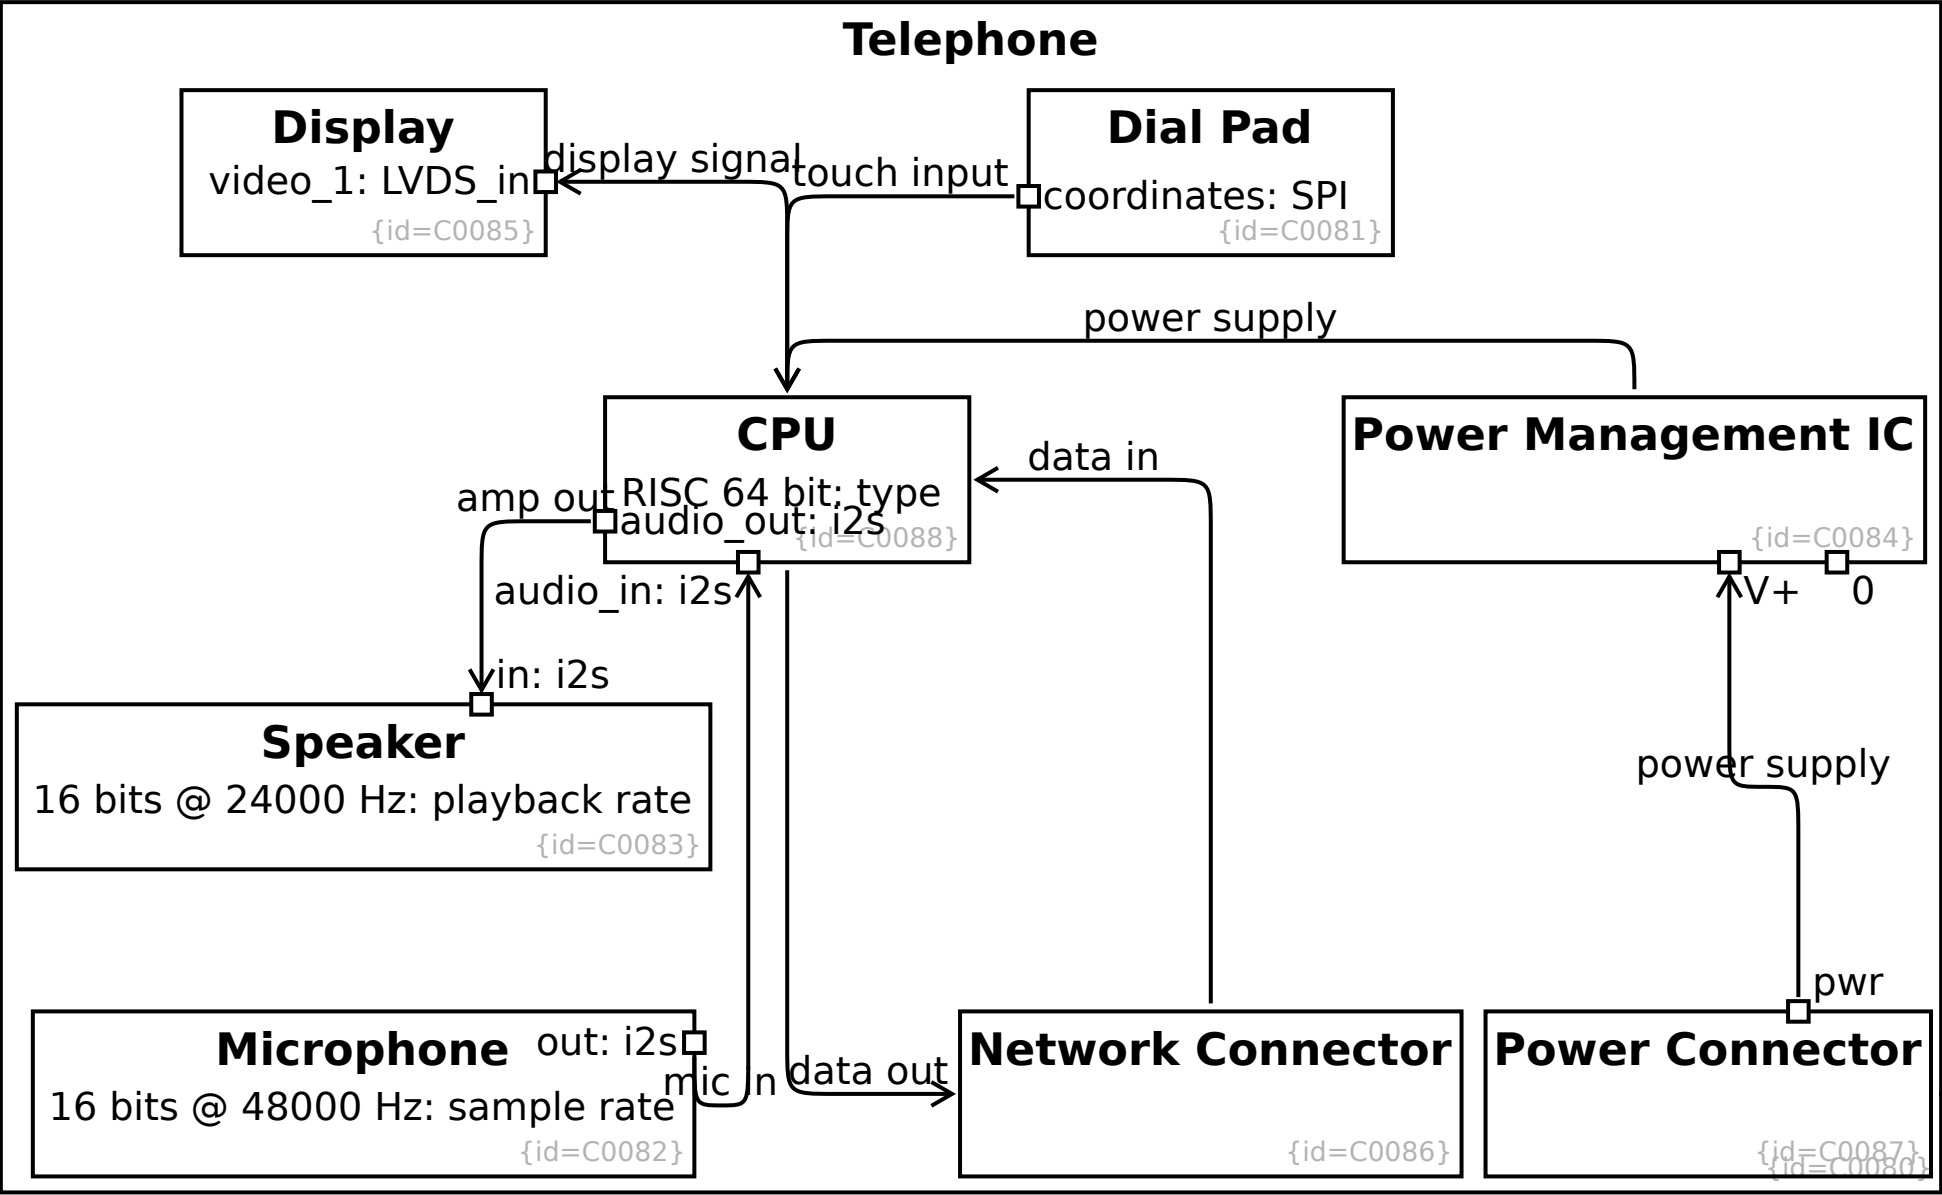 Telephone
Display
video_1: LVDS_in
{id=C0085}
display signal
touch input
Dial Pad
coordinates: SPI
{id=C0081}
power supply
CPU
RISC 64 bit: type
audio_out: i2s
{id=C0088}
amp out
audio_in: i2s
data in
Power Management IC
{id=C0084}
V+
0
in: i2s
Speaker
16 bits @ 24000 Hz: playback rate
{id=C0083}
power supply
pwr
Microphone
out: i2s
16 bits @ 48000 Hz: sample rate
{id=C0082}
mic in
data out
Network Connector
{id=C0086}
Power Connector
{id=C0087}
{id=C0080}